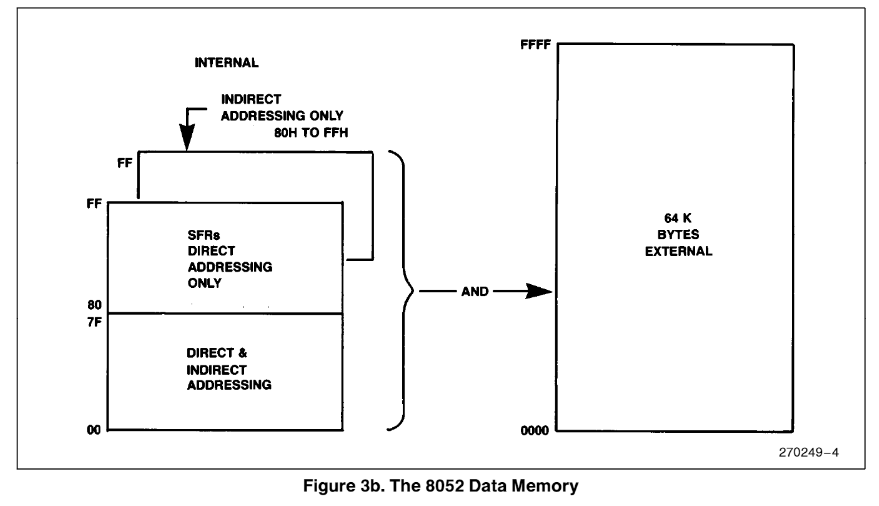 INTERNAL
INDIRECT
ADDRESSING ONLY
80H TO FFH
FF
FF
SFRs
DIRECT
ADDRESSING
ONLY
80
7F
DIRECT &
INDIRECT
ADDRESSING
00
AND
FFFF
64 K
BYTES
EXTERNAL
0000
270249–4
Figure 3b. The 8052 Data Memory